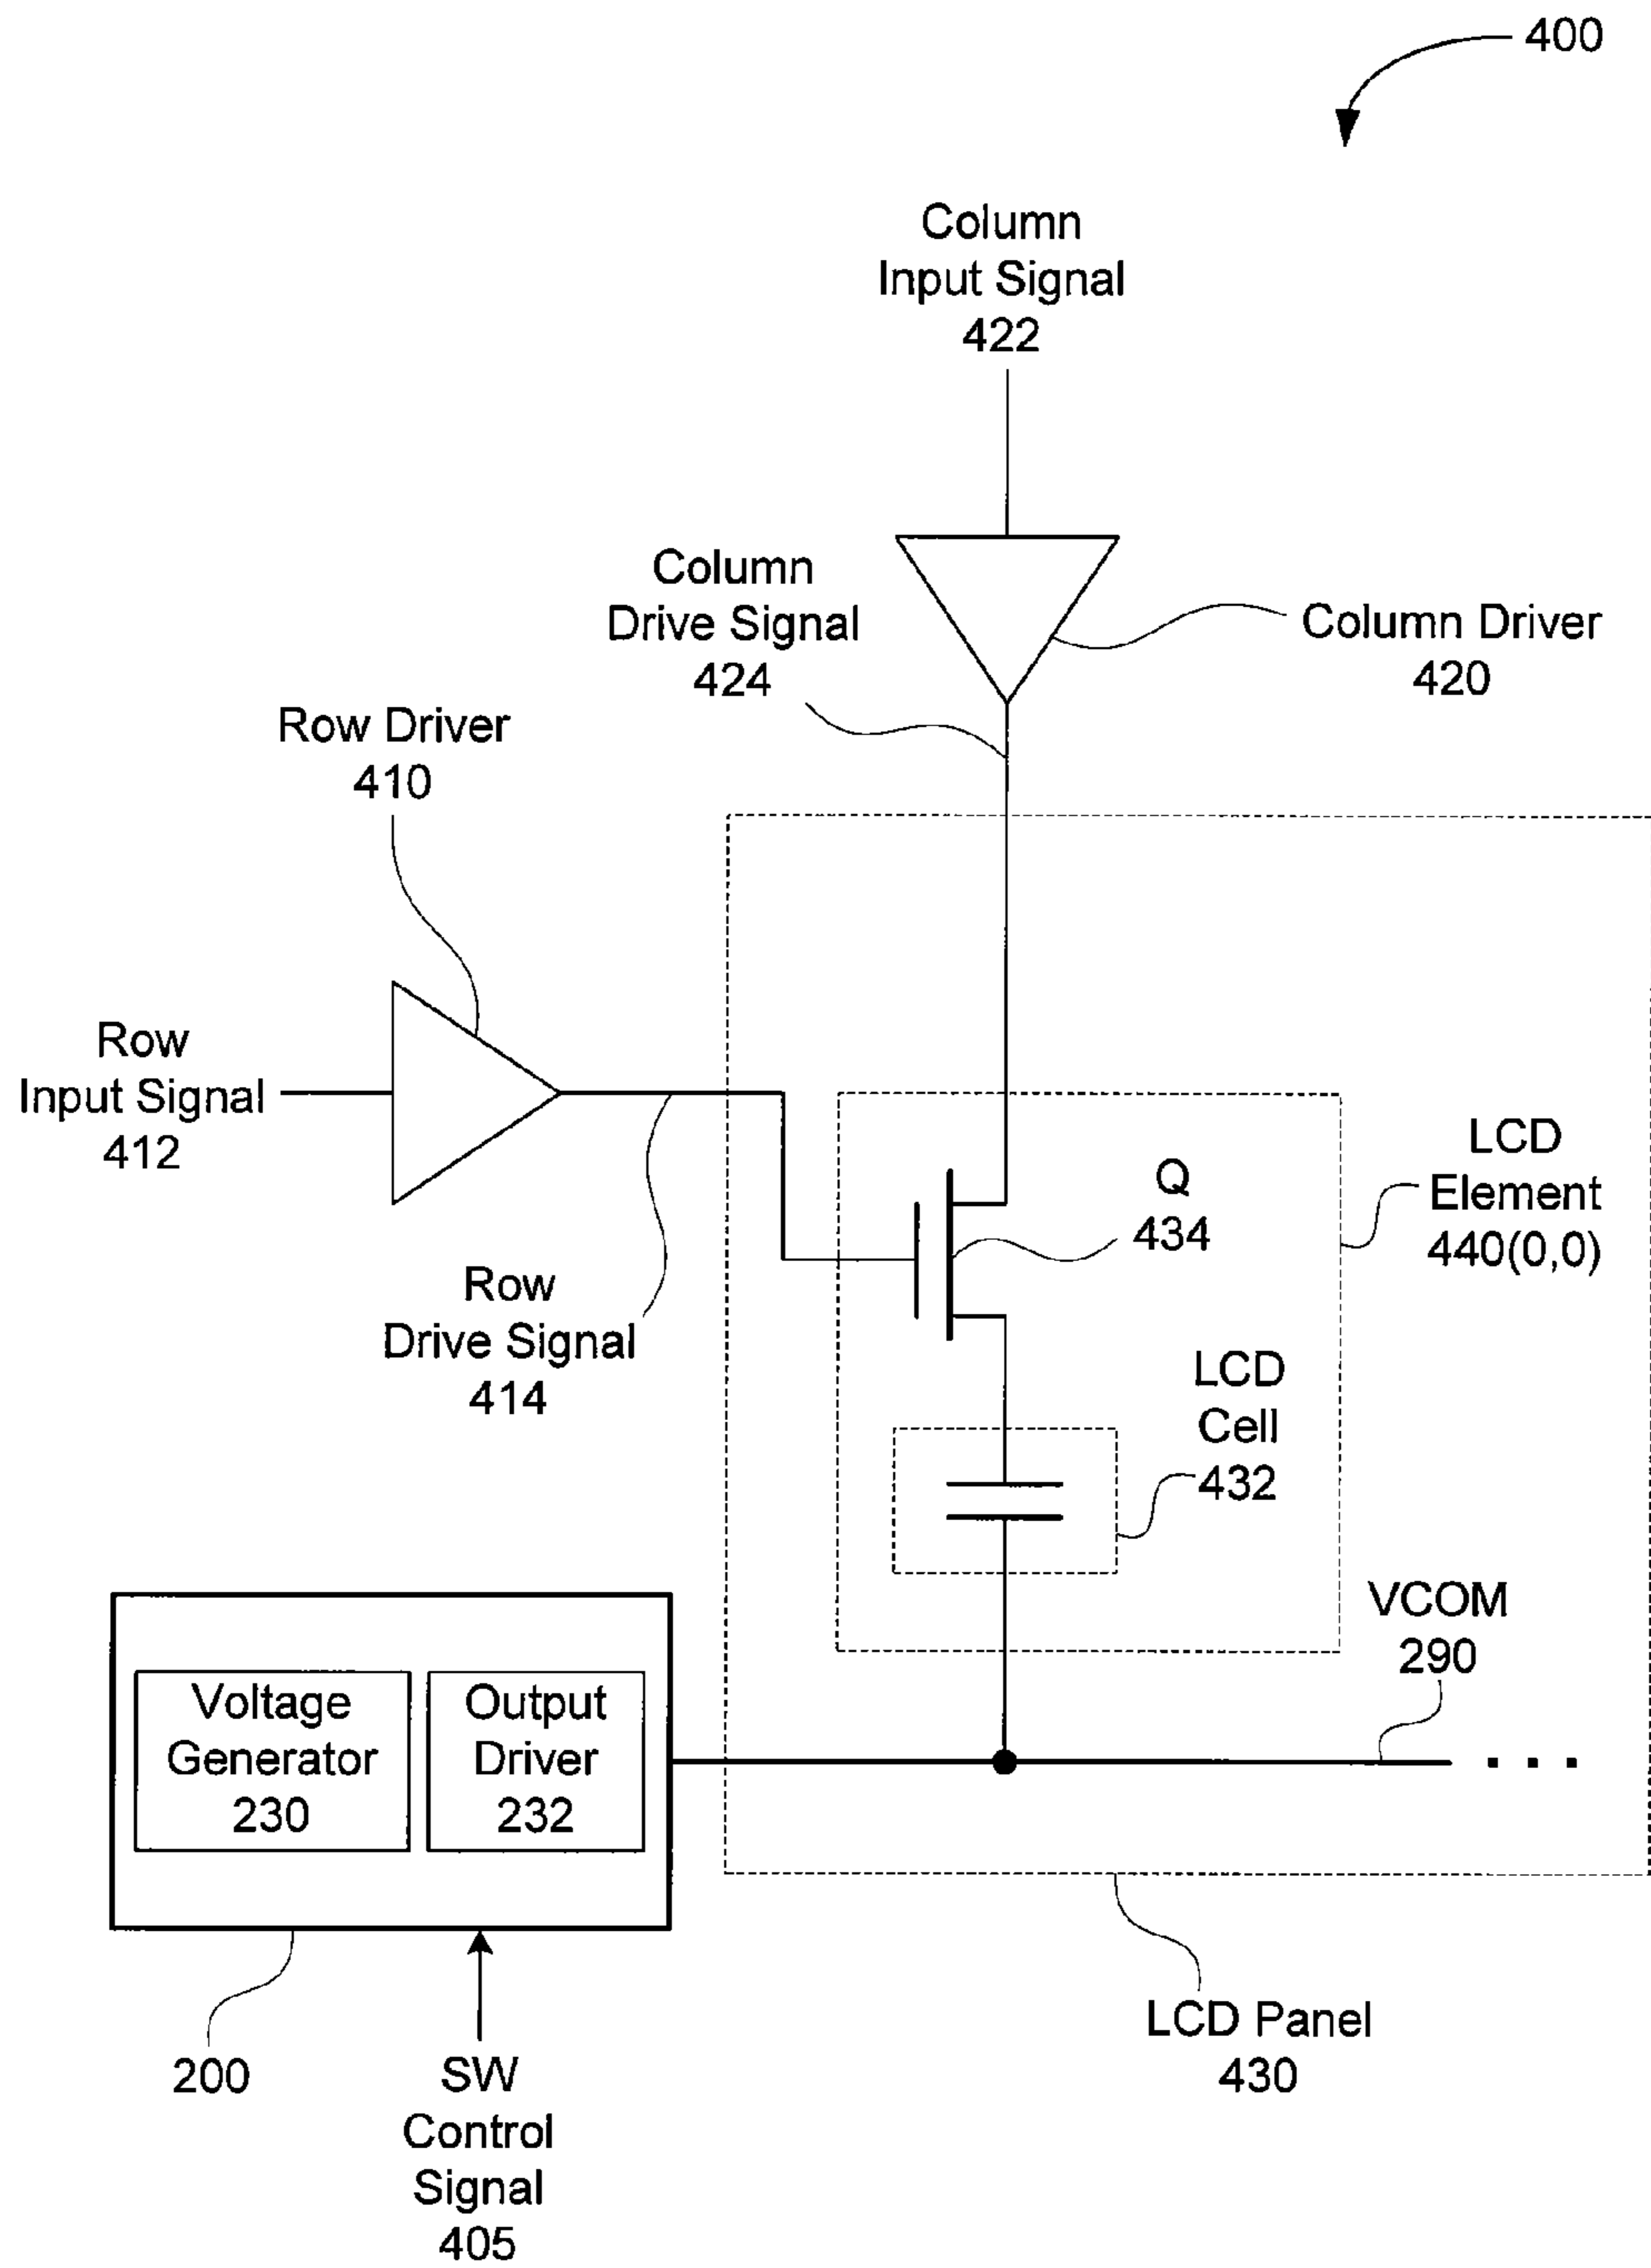 400
Column
Input Signal
422
Column
Drive Signal
424
Column Driver
420
Row Driver
410
Row
Input Signal
412
Row
Drive Signal
414
Q
434
LCD
Element
440(0,0)
LCD
Cell
432
VCOM
290
Voltage
Generator
230
Output
Driver
232
200
SW
Control
Signal
405
LCD Panel
430